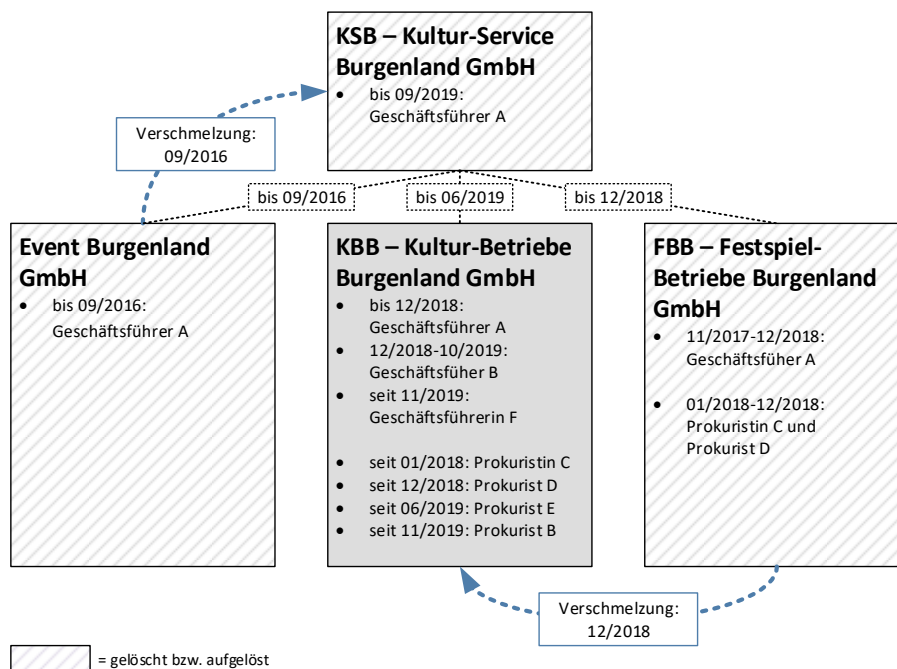 KSB – Kultur-Service
Burgenland GmbH
• bis 09/2019:
Geschäftsführer A
Verschmelzung:
09/2016
bis 09/2016
bis 06/2019
bis 12/2018
Event Burgenland
GmbH
• bis 09/2016:
Geschäftsführer A
KBB – Kultur-Betriebe
Burgenland GmbH
• bis 12/2018:
Geschäftsführer A
• 12/2018-10/2019:
Geschäftsfüher B
• seit 11/2019:
Geschäftsführerin F
• seit 01/2018: Prokuristin C
• seit 12/2018: Prokurist D
• seit 06/2019: Prokurist E
• seit 11/2019: Prokurist B
FBB – Festspiel-
Betriebe Burgenland
GmbH
• 11/2017-12/2018:
Geschäftsfüher A
• 01/2018-12/2018:
Prokuristin C und
Prokurist D
Verschmelzung:
12/2018
= gelöscht bzw. aufgelöst